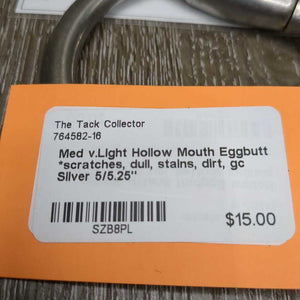 The Tack Collector
764582-16
Med v.Light Hollow Mouth Eggbutt
*scratches, dull, stains, dirt, gc
Silver 5/5.25"
$15.00
SZB8PL